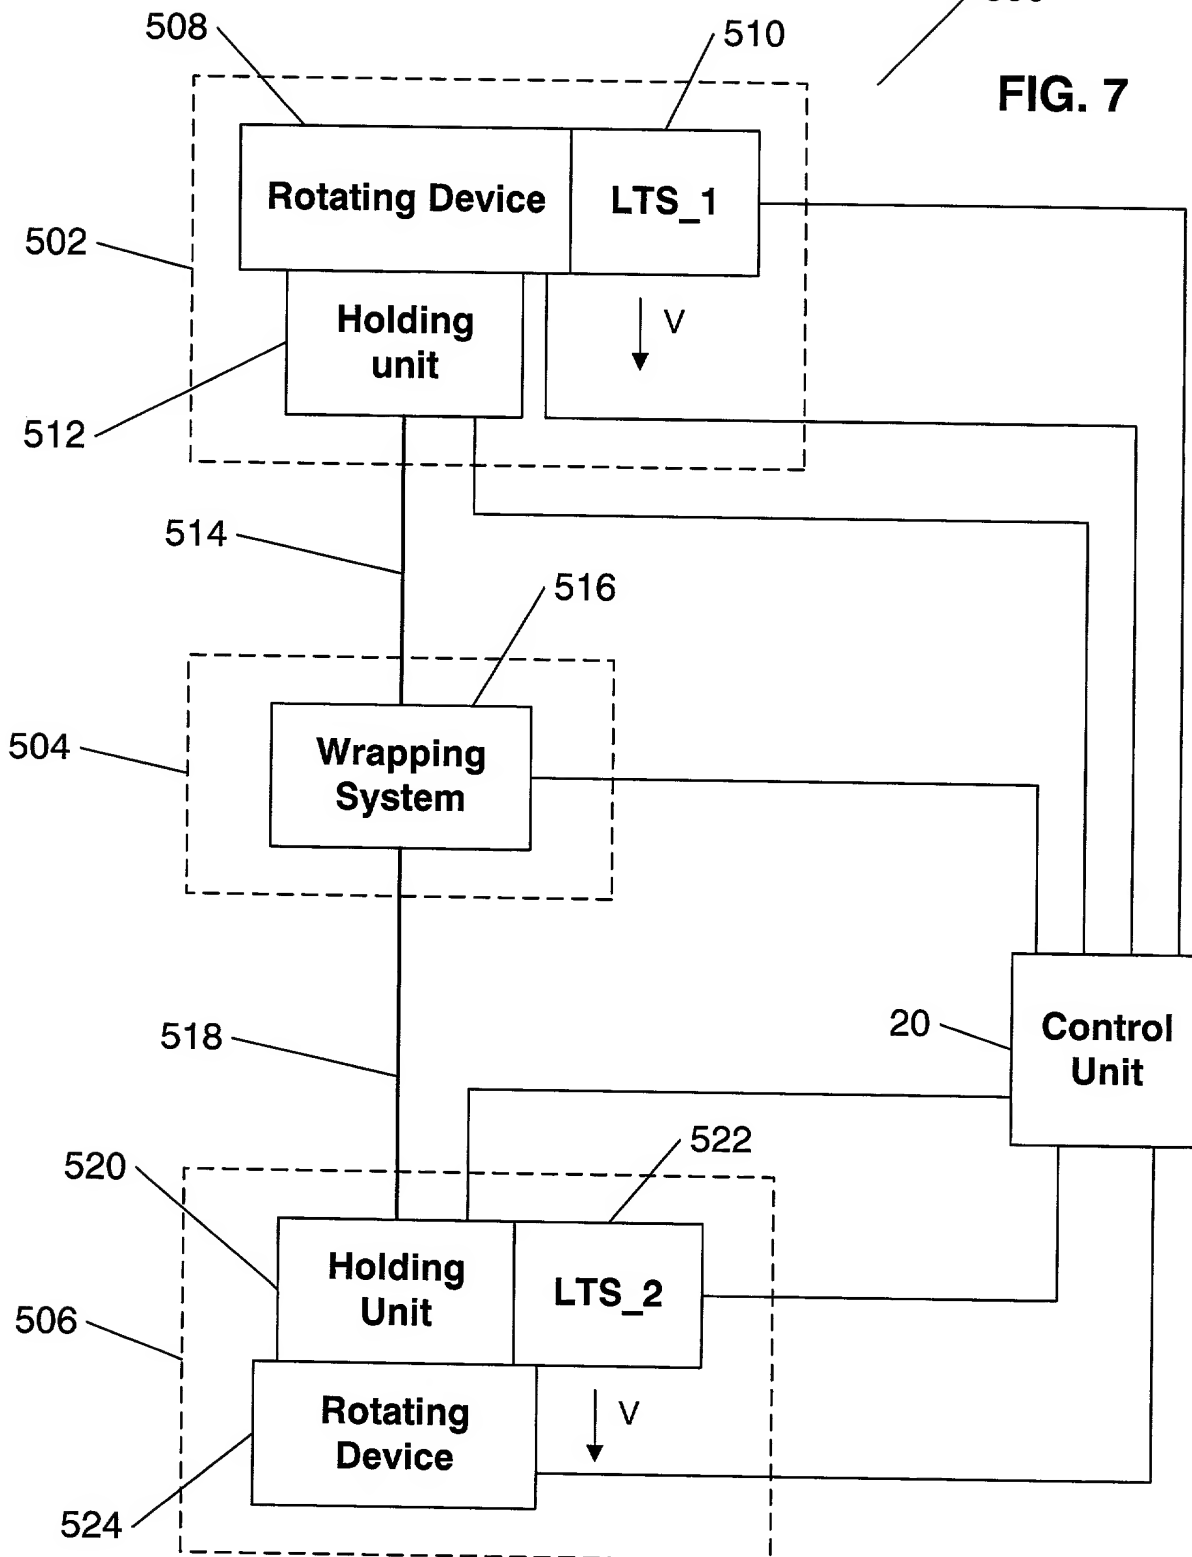 508
510
FIG. 7
Rotating Device
LTS_1
502
Holding
unit
V
512
514
516
Wrapping
System
504
518
20
Control
Unit
522
520
Holding
Unit
LTS_2
506
Rotating
Device
V
524